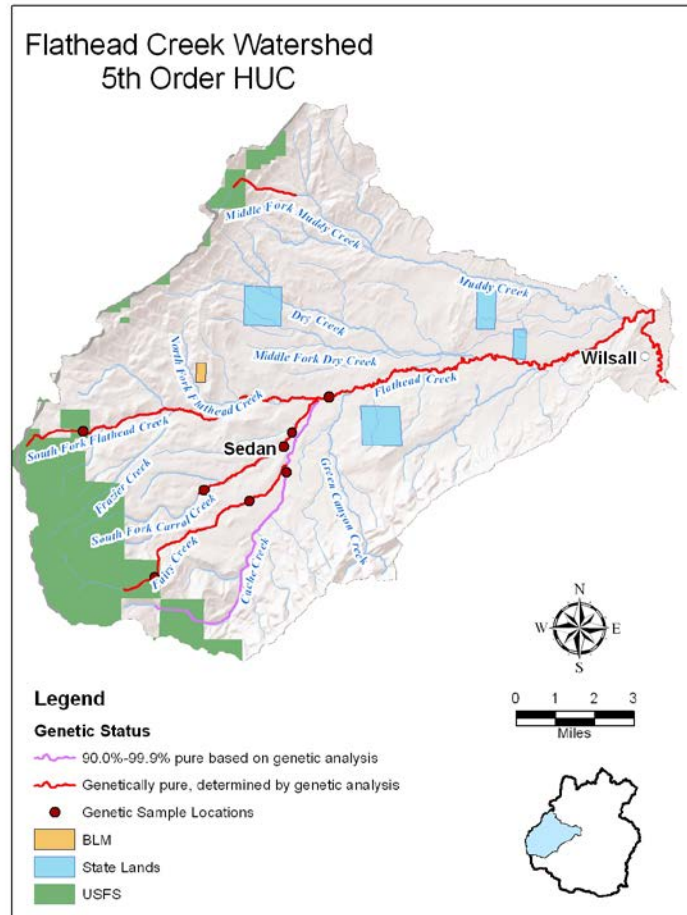 Flathead Creek Watershed
5th Order HUC
Middle Fork Muddy Creek
Muddy Creek
Dry Creek
Middle Fork Dry Creek
Wilsall
North Fork Flathead Creek
Flathead Creek
South Fork Flathead Creek
Sedan
Frazier Creek
South Fork Carrol Creek
Green Canyon Creek
Fairy Creek
Cache Creek
N
W E
S
Legend
Genetic Status
90.0%-99.9% pure based on genetic analysis
Genetically pure, determined by genetic analysis
Genetic Sample Locations
BLM
State Lands
USFS
0 1 2 3
Miles